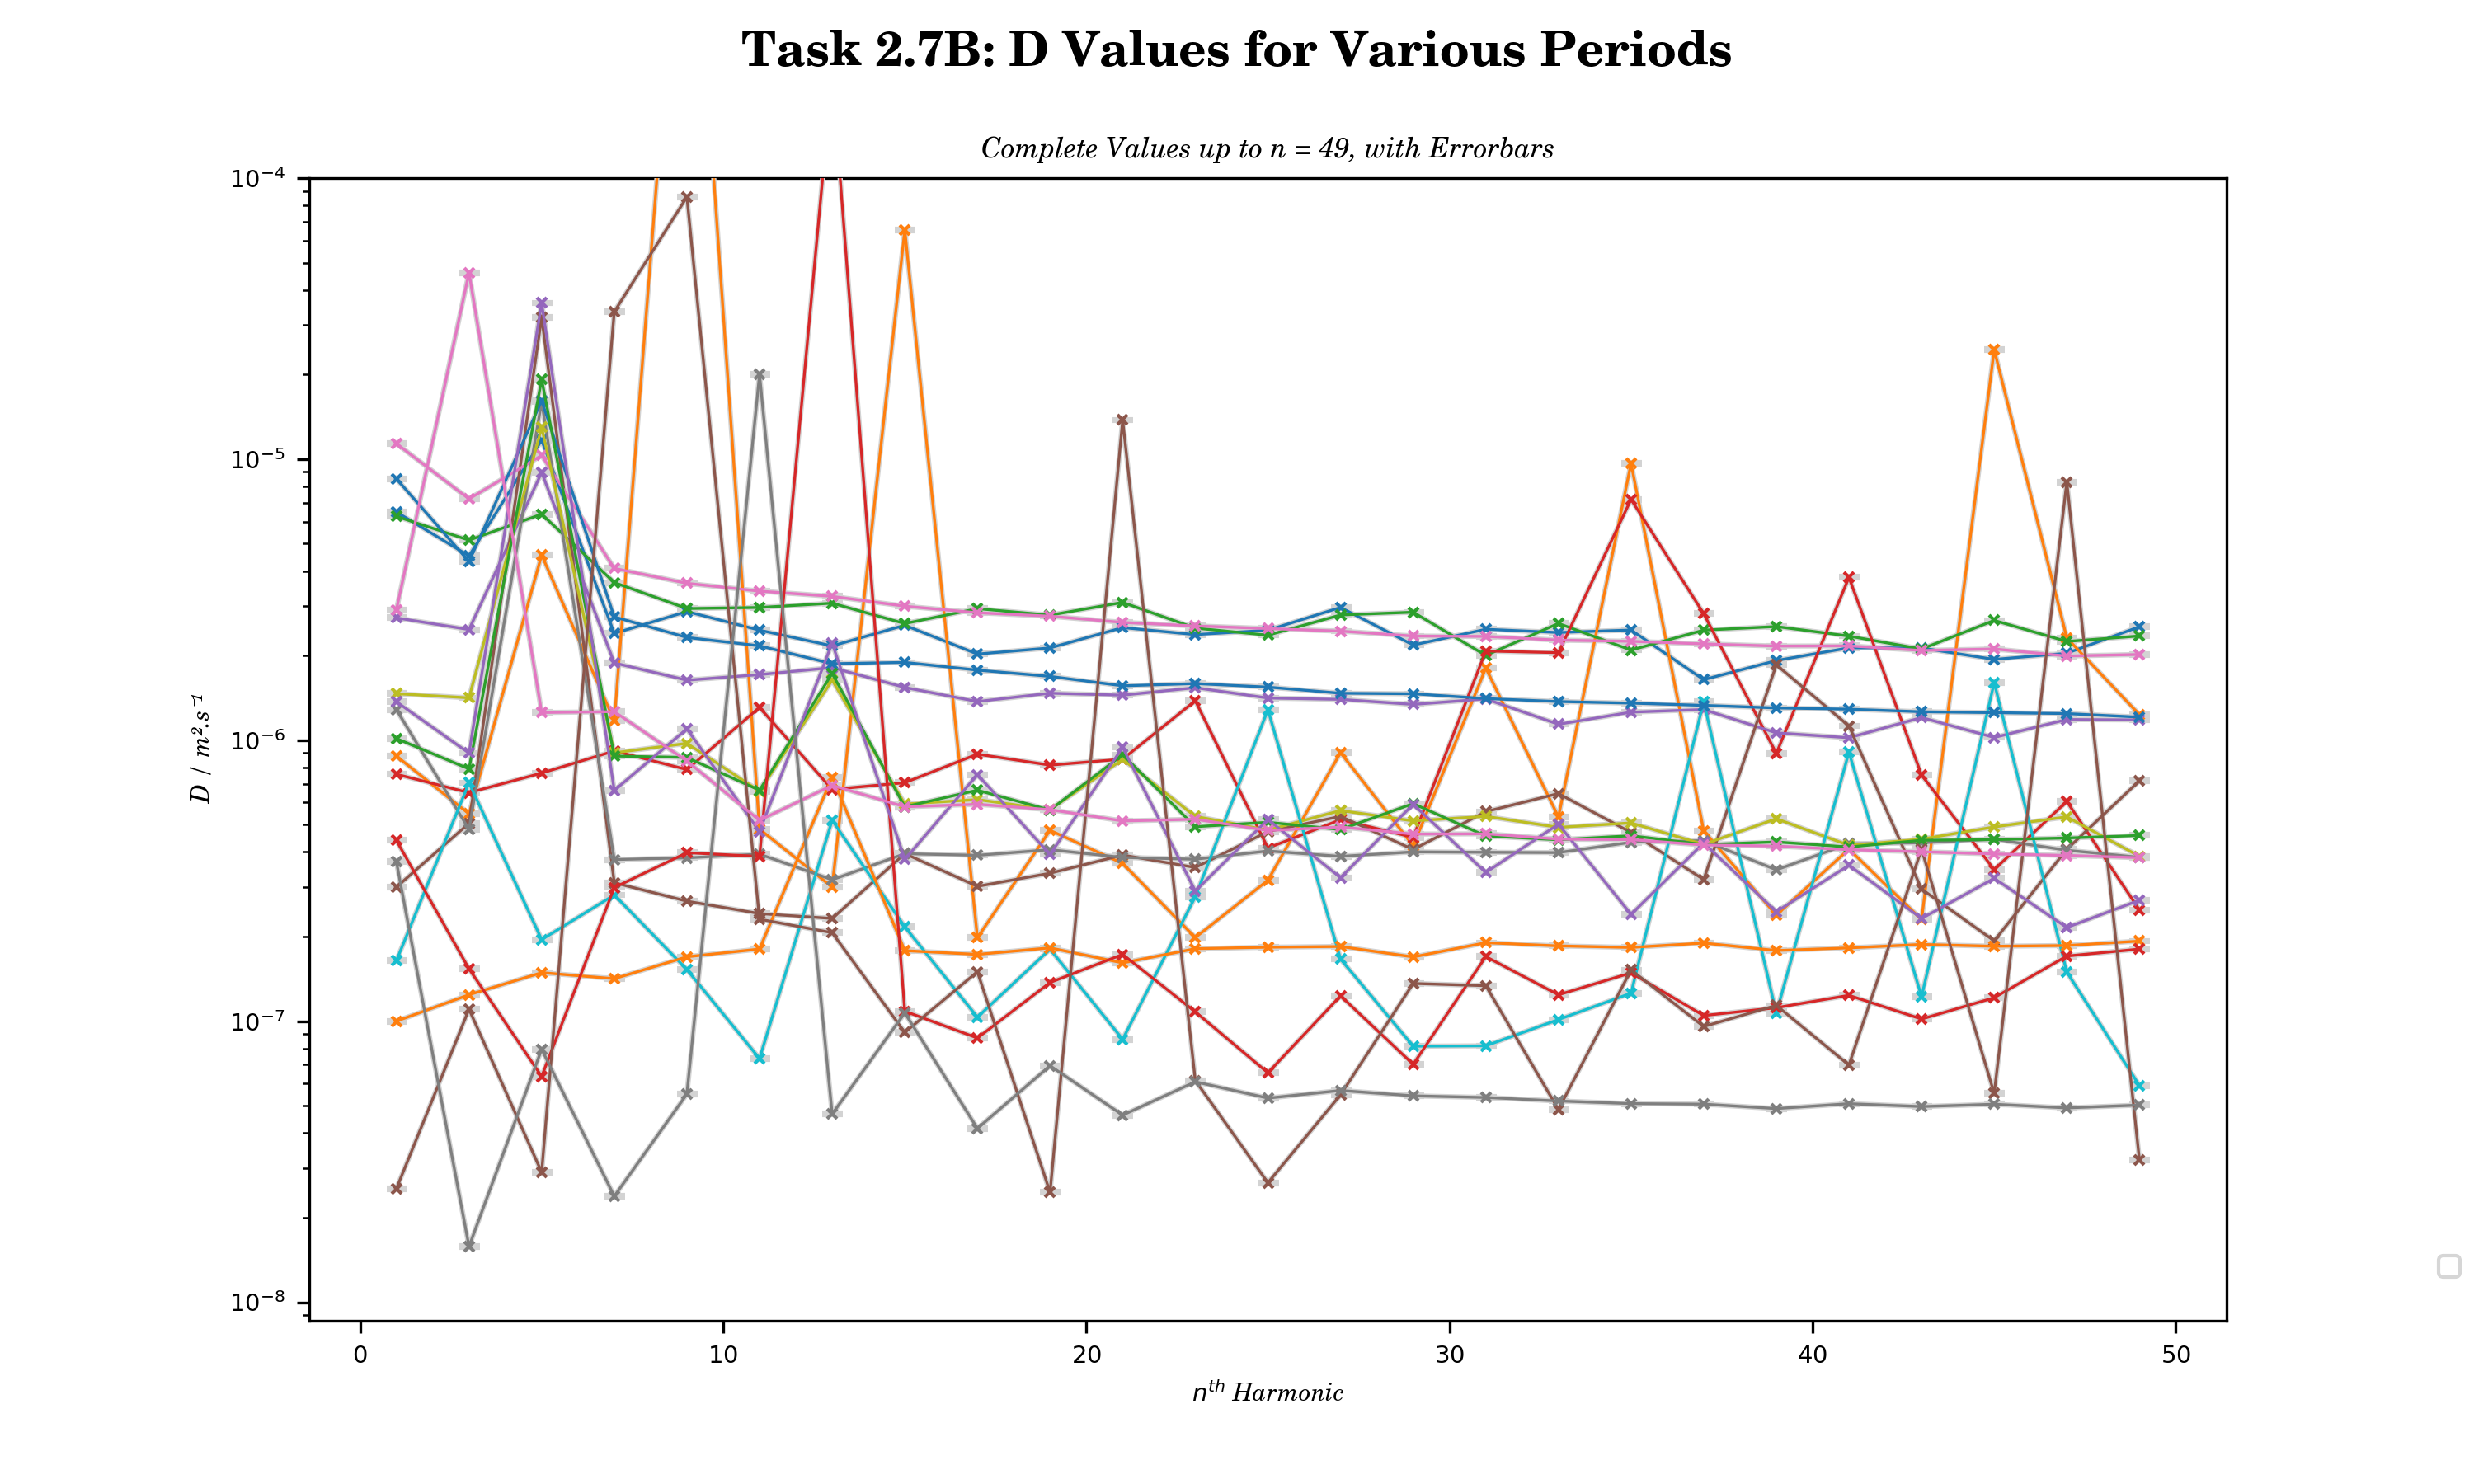 Task 2.7B: D Values for Various Periods
Complete Values up to n = 49, with Errorbars
10⁻⁴
10⁻⁵
10⁻⁶
10⁻⁷
10⁻⁸
D / m².s⁻¹
0 10 20 30 40 50
nᵗʰ Harmonic